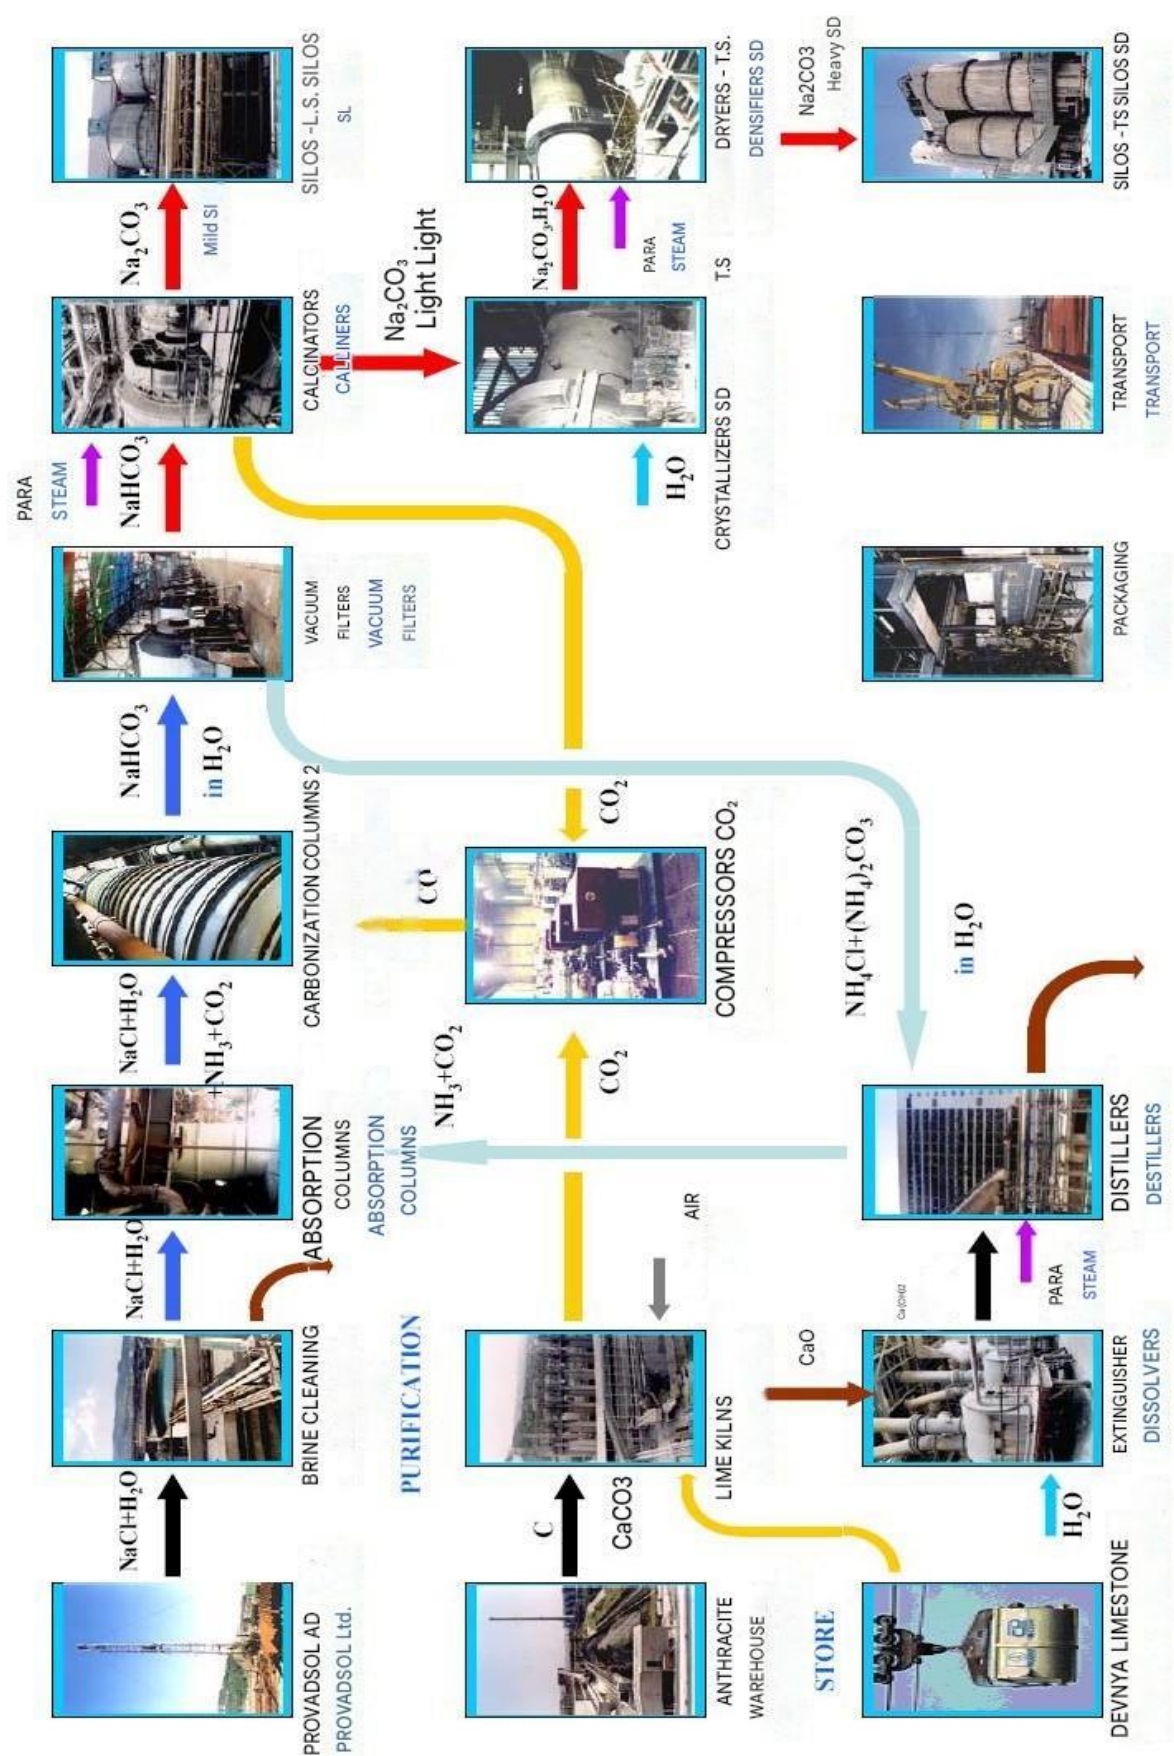 NaCl+H₂O
NaCl+H₂O
NaCl+H₂O
+NH₃+CO₂
NaHCO₃
in H₂O
PARA
STEAM
NaHCO₃
Na₂CO₃
Mild SI
PROVADSOL AD
PROVADSOL Ltd.
BRINE CLEANING
PURIFICATION
ABSORPTION
COLUMNS
ABSORPTION
COLUMNS
CARBONIZATION COLUMNS 2
VACUUM
FILTERS
VACUUM
FILTERS
CALCINATORS
CALLINERS
SILOS -L.S. SILOS
SL
NH₃+CO₂
CO
Na₂CO₃
Light Light
C
CaCO3
CO₂
CO₂
H₂O
Na₂CO₃.H₂O
PARA
STEAM
ANTHRACITE
WAREHOUSE
STORE
LIME KILNS
AIR
COMPRESSORS CO₂
CRYSTALLIZERS SD
T.S
DRYERS - T.S.
DENSIFIERS SD
CaO
NH₄Cl+(NH₄)₂CO₃
in H₂O
Na2CO3
Heavy SD
Ca(OH)2
H₂O
PARA
STEAM
DEVNYA LIMESTONE
EXTINGUISHER
DISSOLVERS
DISTILLERS
DESTILLERS
PACKAGING
TRANSPORT
TRANSPORT
SILOS - TS SILOS SD